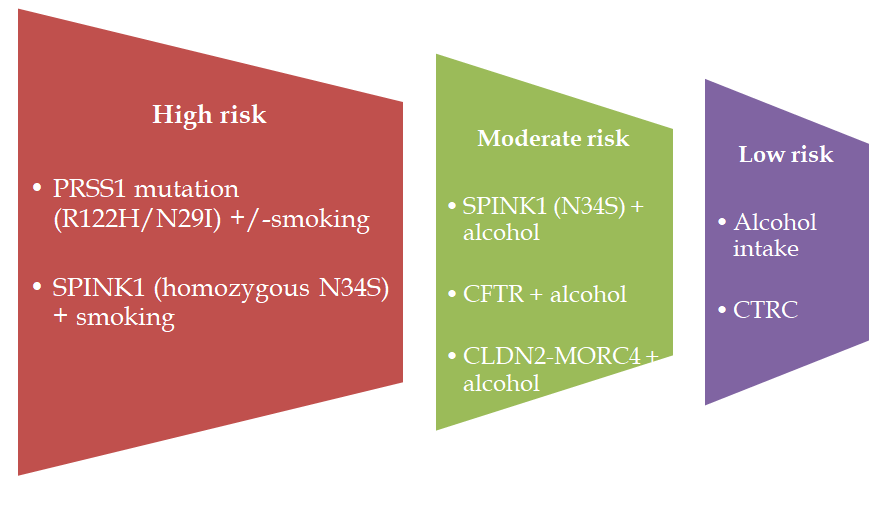 High risk
• PRSS1 mutation
(R122H/N29I) +/-smoking
• SPINK1 (homozygous N34S)
+ smoking
Moderate risk
• SPINK1 (N34S) +
alcohol
• CFTR + alcohol
• CLDN2-MORC4 +
alcohol
Low risk
• Alcohol
intake
• CTRC